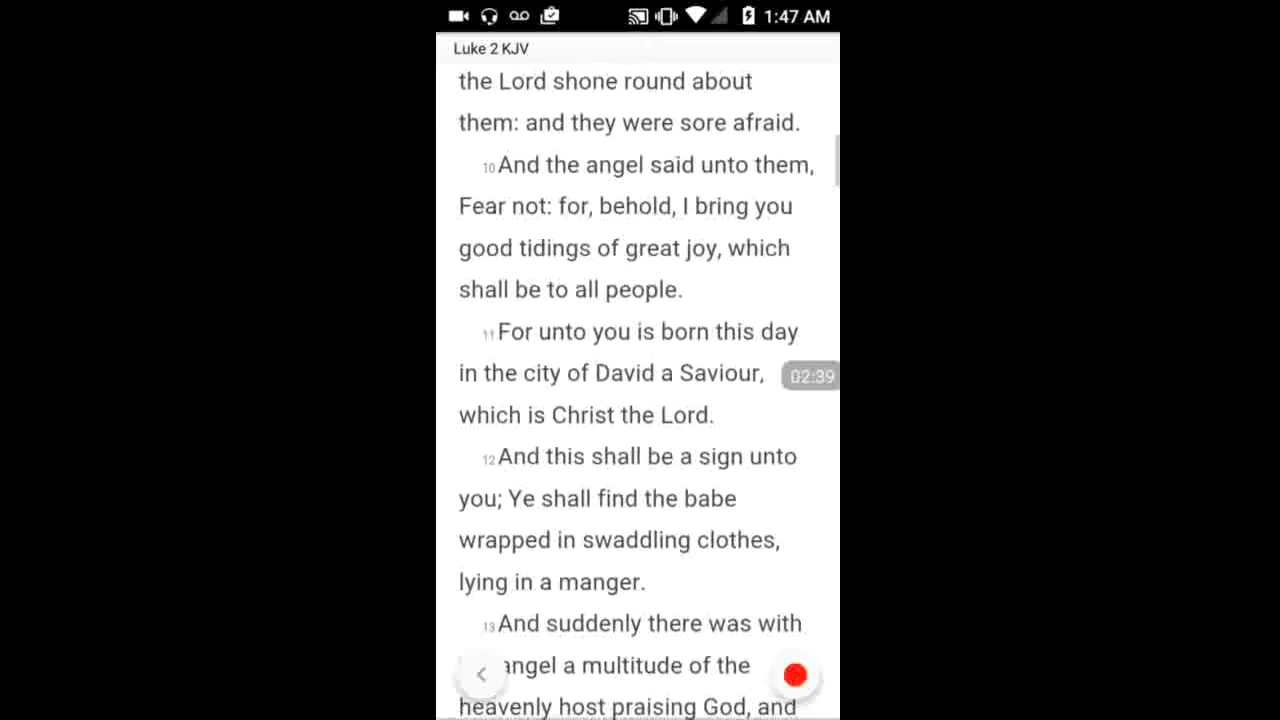 1:47 AM
Luke 2 KJV
the Lord shone round about
them: and they were sore afraid.
10 And the angel said unto them,
Fear not: for, behold, I bring you
good tidings of great joy, which
shall be to all people.
11 For unto you is born this day
in the city of David a Saviour,
02:39
which is Christ the Lord.
12 And this shall be a sign unto
you; Ye shall find the babe
wrapped in swaddling clothes,
lying in a manger.
13 And suddenly there was with
angel a multitude of the
heavenly host praising God, and